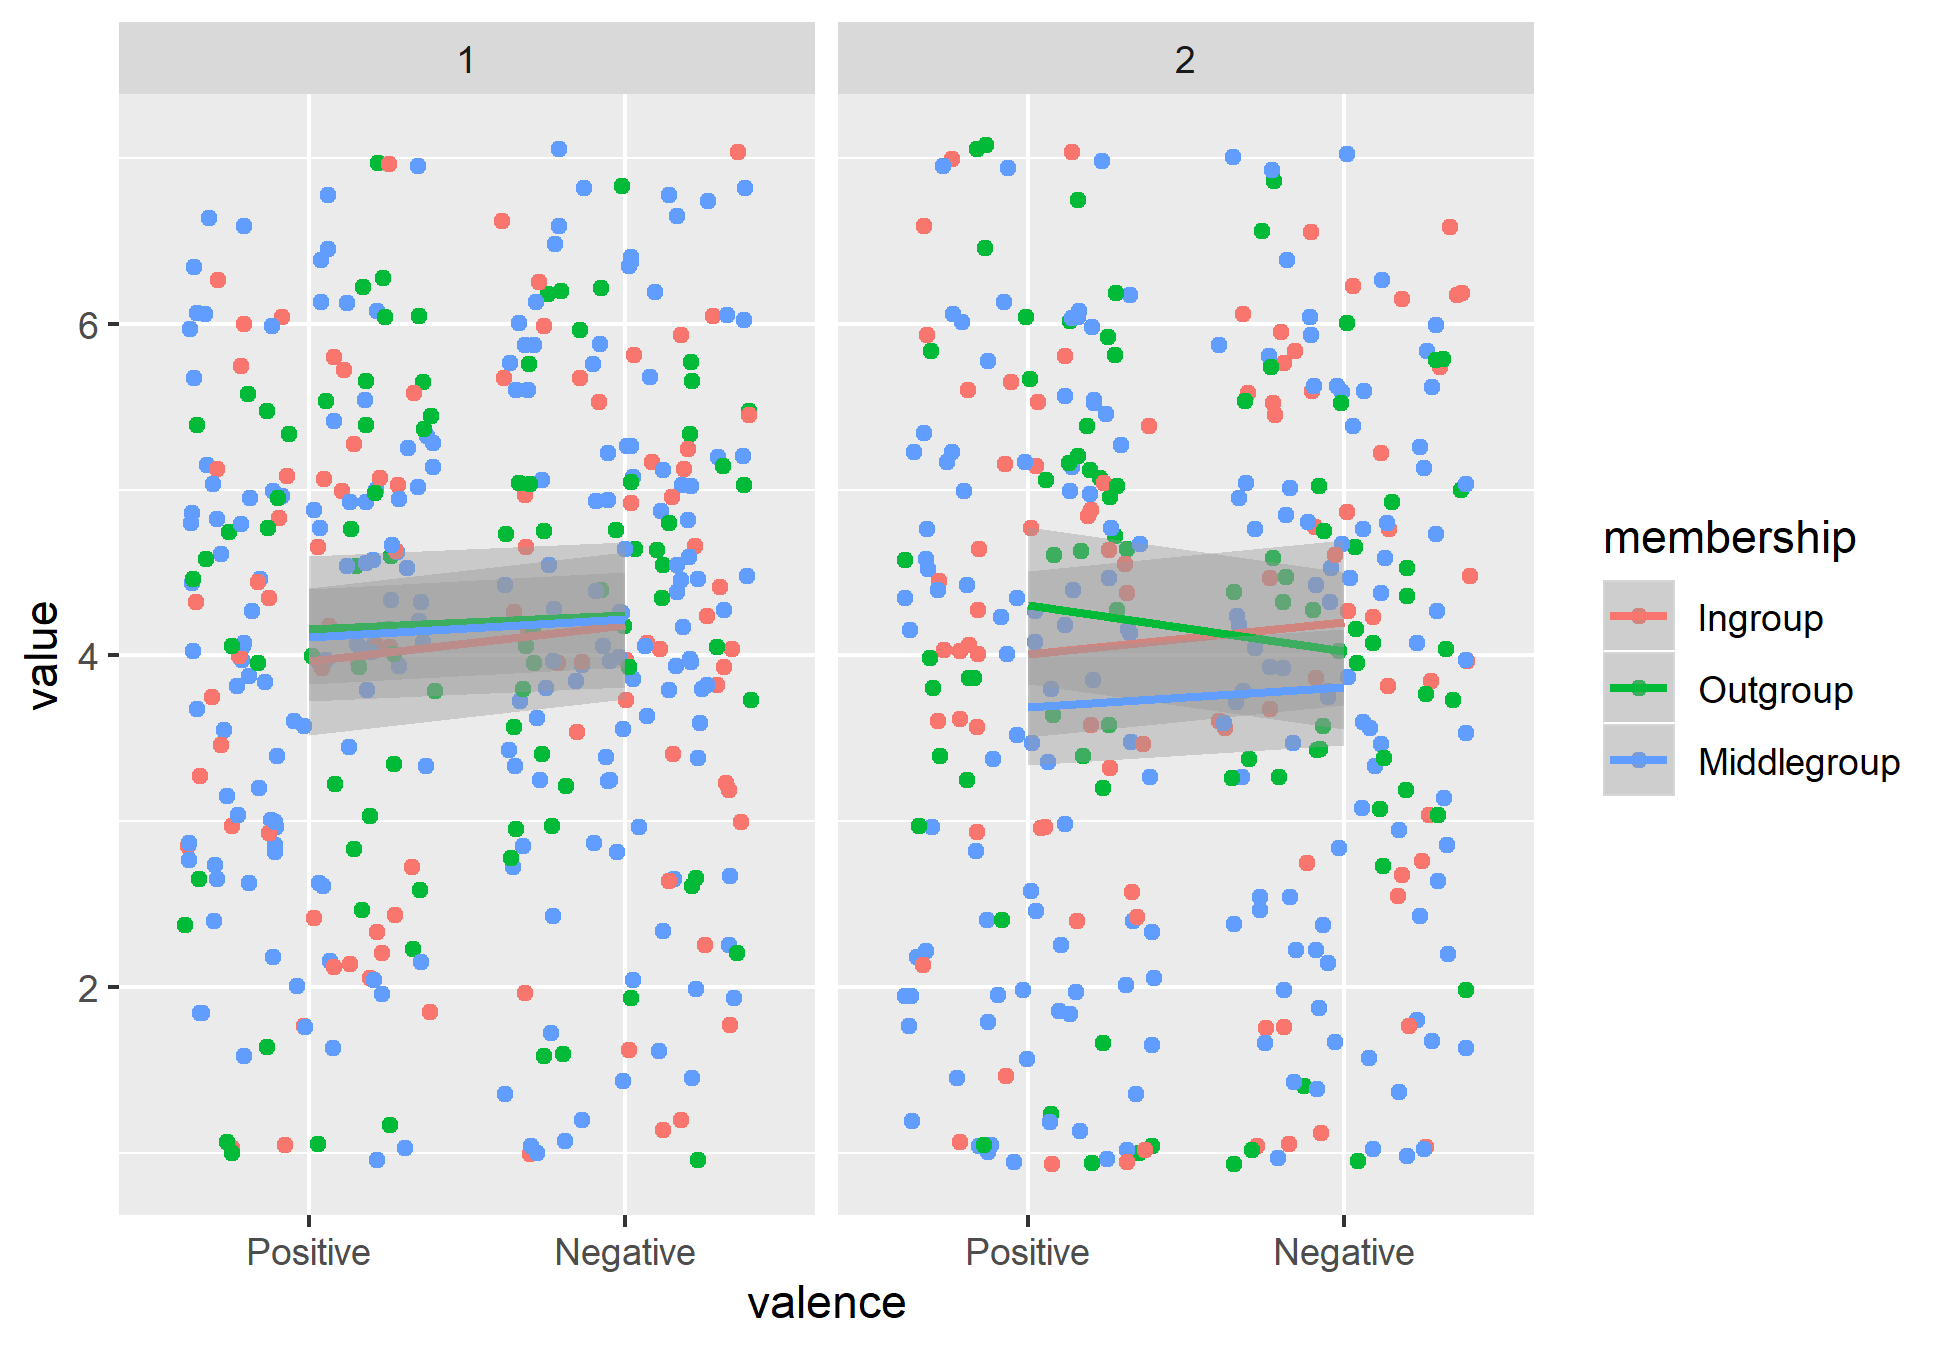 1
2
6
4
2
value
Positive
Negative
Positive
Negative
valence
membership
Ingroup
Outgroup
Middlegroup